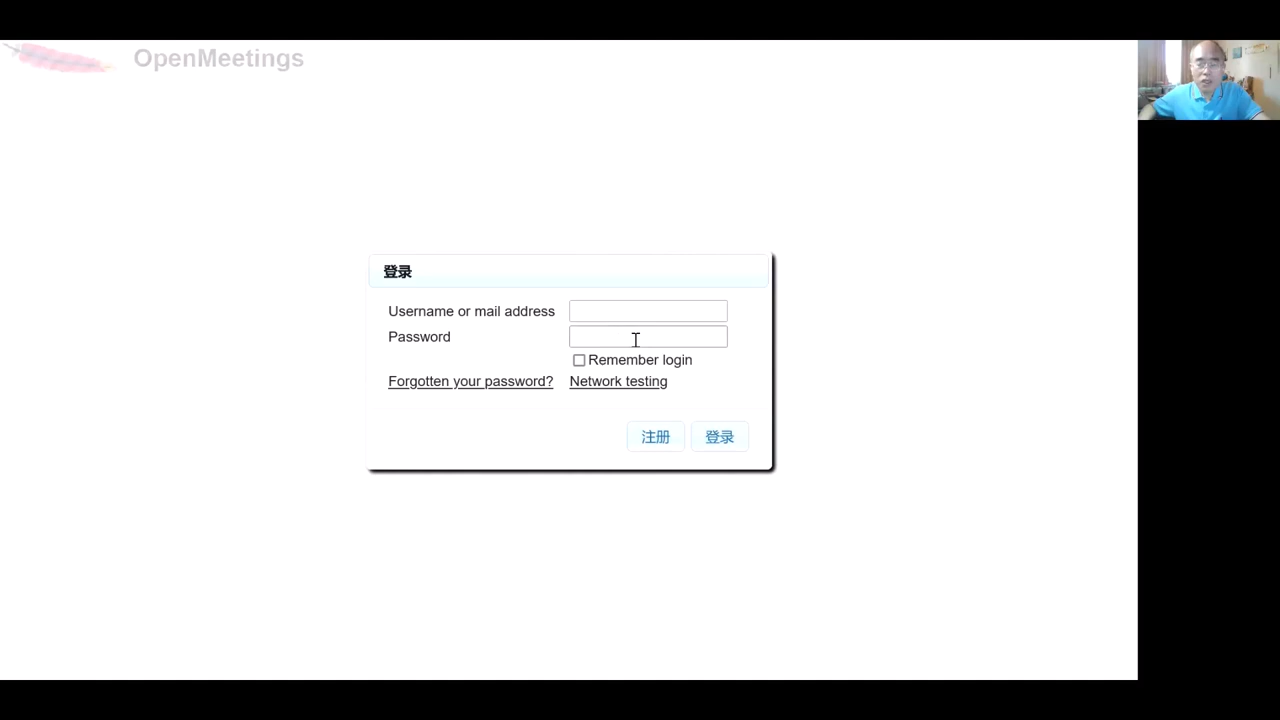 OpenMeetings
登录
Username or mail address
Password
Remember login
Forgotten your password? Network testing
注册 登录